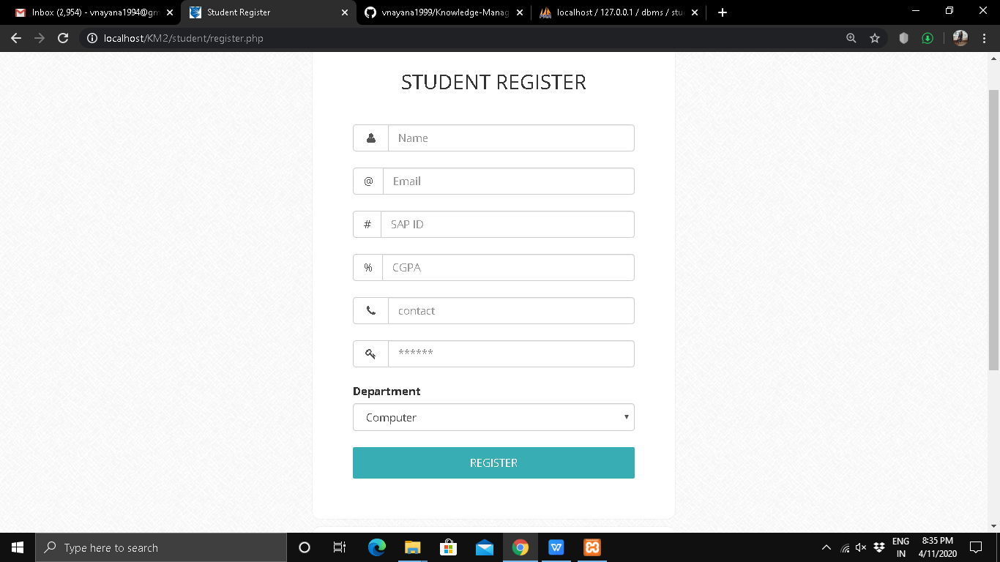 Inbox (2,954) - vnayana1994@gm
Student Register
vnayana1999/Knowledge-Manag
localhost / 127.0.0.1 / dbms / stu
localhost/KM2/student/register.php
STUDENT REGISTER
Name
@ Email
# SAP ID
% CGPA
contact
******
Department
Computer
REGISTER
Type here to search
ENG
IN
8:35 PM
4/11/2020